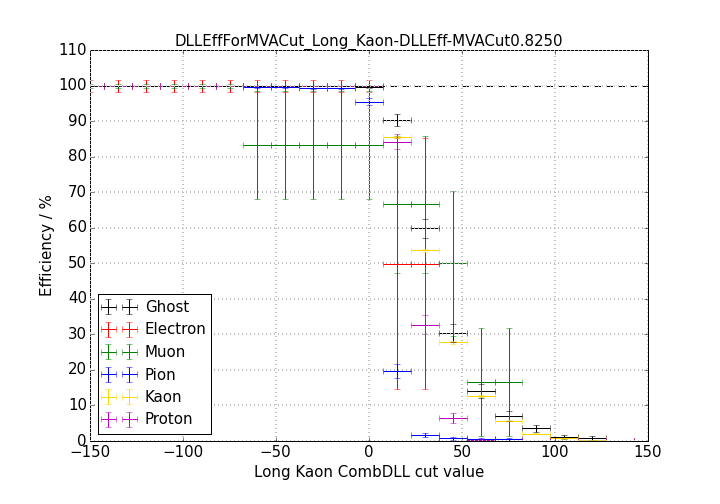 DLLEffForMVACut_Long_Kaon-DLLEff-MVACut0.8250
110
100
90
80
70
60
50
40
30
20
10
0
Efficiency / %
Ghost
Electron
Muon
Pion
Kaon
Proton
−150 −100 −50 0 50 100 150
Long Kaon CombDLL cut value